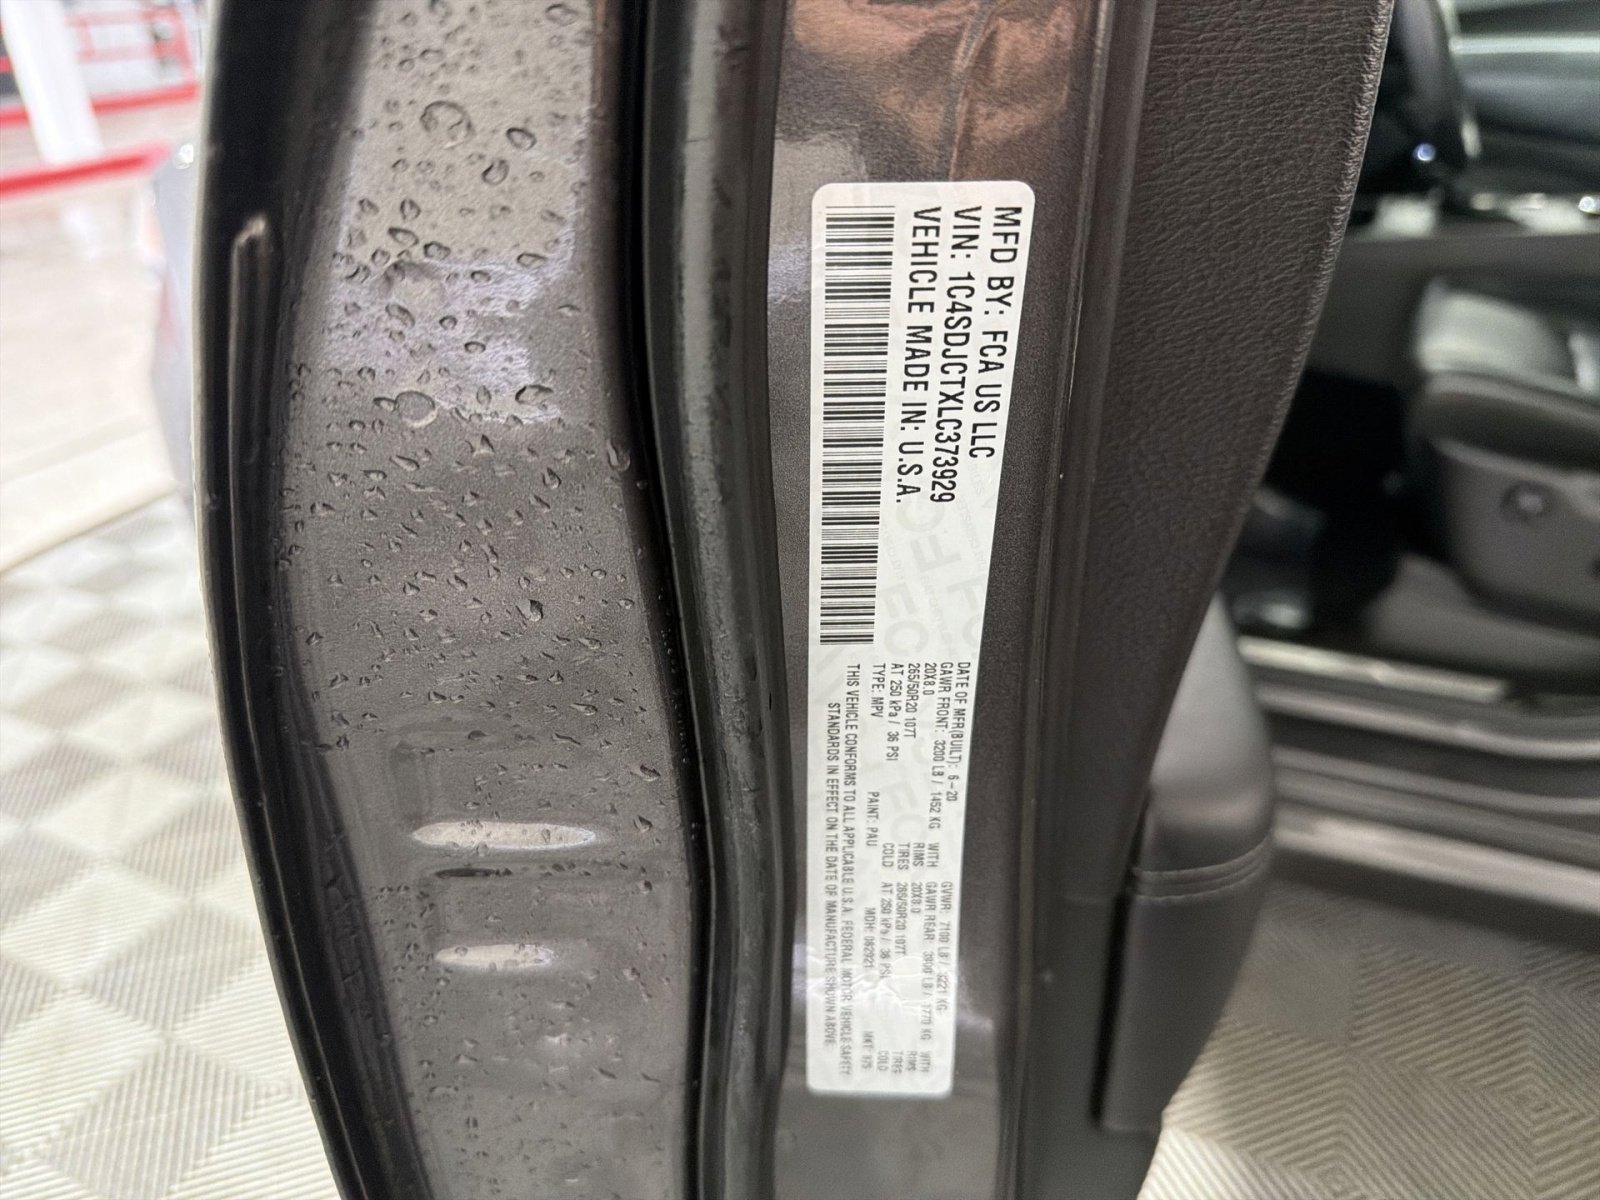 MFD BY: FCA US LLC
VIN: 1C4SDJCTXLC373929
VEHICLE MADE IN: U.S.A.
DATE OF MFR(BUILT): 6-20
GAWR FRONT: 3200 LB / 1452 KG WITH
20X8.0 RIMS
265/50R20 107T TIRES
AT 250 kPa / 36 PSI COLD
TYPE: MPV PAINT: PAU MDH: 062921
GVWR: 7100 LB / 3221 KG
GAWR REAR: 3900 LB / 1770 KG WITH
20X8.0 RIMS
265/50R20 107T TIRES
AT 250 kPa / 36 PSI COLD
THIS VEHICLE CONFORMS TO ALL APPLICABLE U.S.A. FEDERAL MOTOR VEHICLE SAFETY
STANDARDS IN EFFECT ON THE DATE OF MANUFACTURE SHOWN ABOVE.